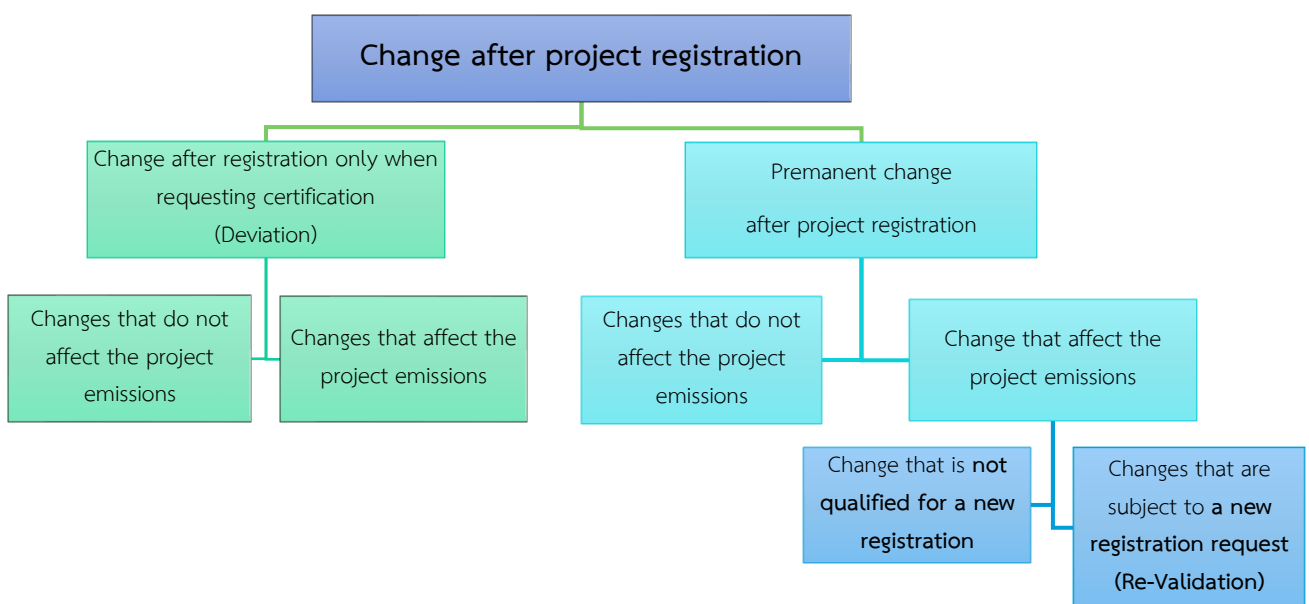 Change after project registration
Change after registration only when
requesting certification
(Deviation)
Premanent change
after project registration
Changes that do not
affect the project
emissions
Changes that affect the
project emissions
Changes that do not
affect the project
emissions
Change that affect the
project emissions
Change that is not
qualified for a new
registration
Changes that are
subject to a new
registration request
(Re-Validation)